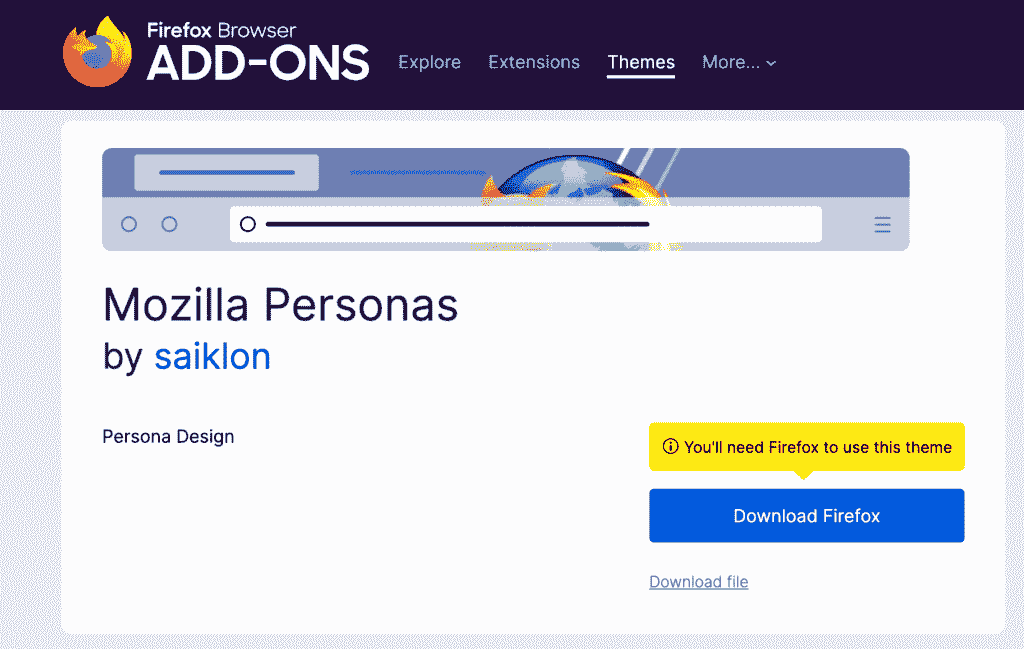 Firefox Browser
ADD-ONS
Explore Extensions Themes More...
Mozilla Personas
by saiklon
Persona Design
You'll need Firefox to use this theme
Download Firefox
Download file